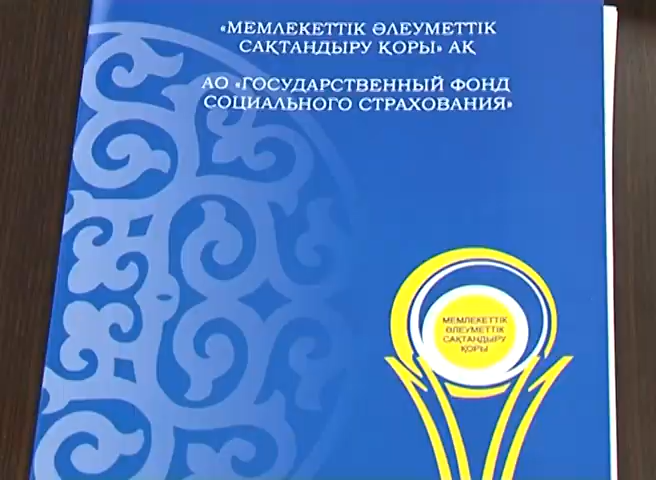 «МЕМЛЕКЕТТІК ӘЛЕУМЕТТІК
САҚТАНДЫРУ ҚОРЫ» АҚ
АО «ГОСУДАРСТВЕННЫЙ ФОНД
СОЦИАЛЬНОГО СТРАХОВАНИЯ»
МЕМЛЕКЕТТІК
ӘЛЕУМЕТТІК
САҚТАНДЫРУ
ҚОРЫ